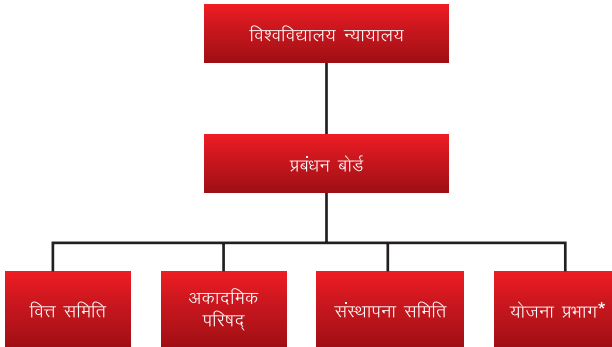 विश्वविद्यालय न्यायालय
प्रबंधन बोर्ड
वित्त समिति
अकादमिक
परिषद्
संस्थापना समिति
योजना प्रभाग*